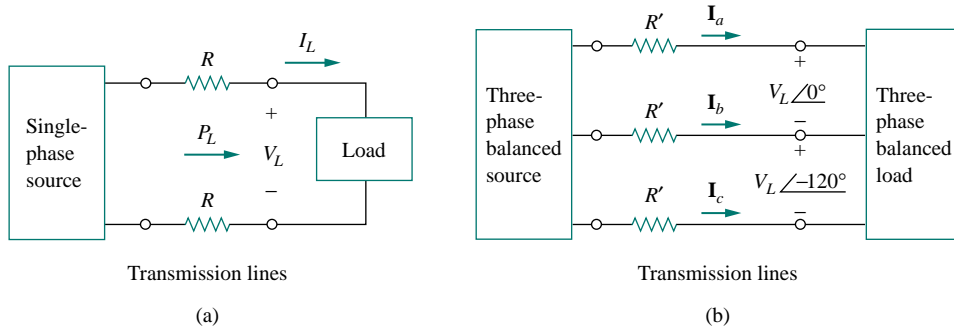 Single-
phase
source
R
I_L
P_L
+
V_L
−
R
Load
Transmission lines
(a)
Three-
phase
balanced
source
R′
I_a
+
V_L ∠0°
−
R′
I_b
+
V_L ∠−120°
−
R′
I_c
Three-
phase
balanced
load
Transmission lines
(b)